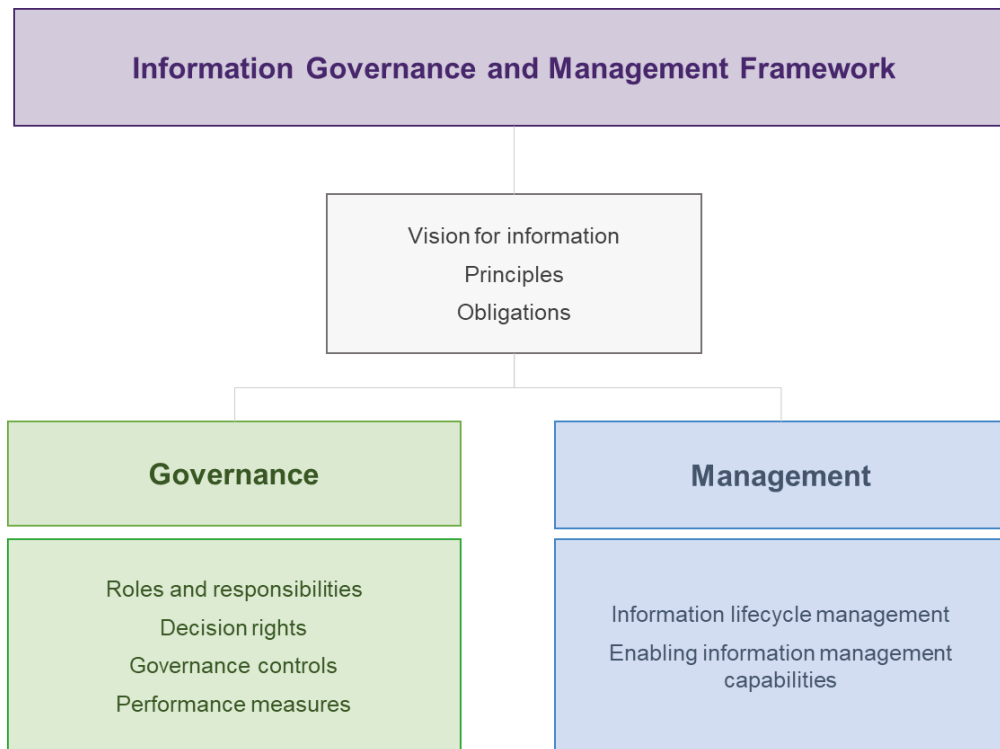 Information Governance and Management Framework
Vision for information
Principles
Obligations
Governance
Roles and responsibilities
Decision rights
Governance controls
Performance measures
Management
Information lifecycle management
Enabling information management
capabilities